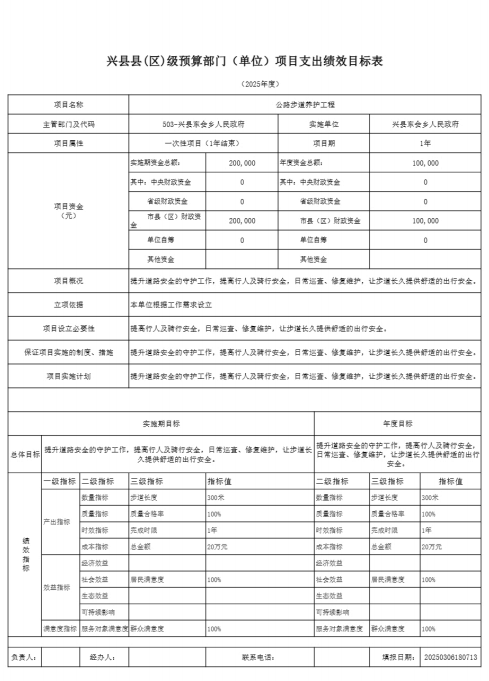 兴县县(区)级预算部门（单位）项目支出绩效目标表
（2025年度）
项目名称 公路步道养护工程
主管部门及代码 503-兴县东会乡人民政府 实施单位 兴县东会乡人民政府
项目属性 一次性项目（1年结束） 项目期 1年
项目资金（元）
实施期资金总额： 200,000 年度资金总额： 100,000
其中：中央财政资金 0 其中：中央财政资金 0
省级财政资金 0 省级财政资金 0
市县（区）财政资金 200,000 市县（区）财政资金 100,000
单位自筹 0 单位自筹 0
其他资金 其他资金
项目概况 提升道路安全的守护工作，提高行人及骑行安全，日常巡查、修复维护，让步道长久提供舒适的出行安全。
立项依据 本单位根据工作需求设立
项目设立必要性 提高行人及骑行安全，日常巡查、修复维护，让步道长久提供舒适的出行安全。
保证项目实施的制度、措施 提升道路安全的守护工作，提高行人及骑行安全，日常巡查、修复维护，让步道长久提供舒适的出行安全。
项目实施计划 提升道路安全的守护工作，提高行人及骑行安全，日常巡查、修复维护，让步道长久提供舒适的出行安全。
实施期目标 年度目标
总体目标 提升道路安全的守护工作，提高行人及骑行安全，日常巡查、修复维护，让步道长久提供舒适的出行安全。 提升道路安全的守护工作，提高行人及骑行安全，日常巡查、修复维护，让步道长久提供舒适的出行安全。
绩效指标
一级指标 二级指标 三级指标 指标值 二级指标 三级指标 指标值
产出指标
数量指标 步道长度 300米 数量指标 步道长度 300米
质量指标 质量合格率 100% 质量指标 质量合格率 100%
时效指标 完成时限 1年 时效指标 完成时限 1年
成本指标 总金额 20万元 成本指标 总金额 20万元
效益指标
经济效益 经济效益
社会效益 居民满意度 100% 社会效益 居民满意度 100%
生态效益 生态效益
可持续影响 可持续影响
满意度指标 服务对象满意度 群众满意度 100% 服务对象满意度 群众满意度 100%
负责人： 经办人： 联系电话： 填报日期： 20250306180713